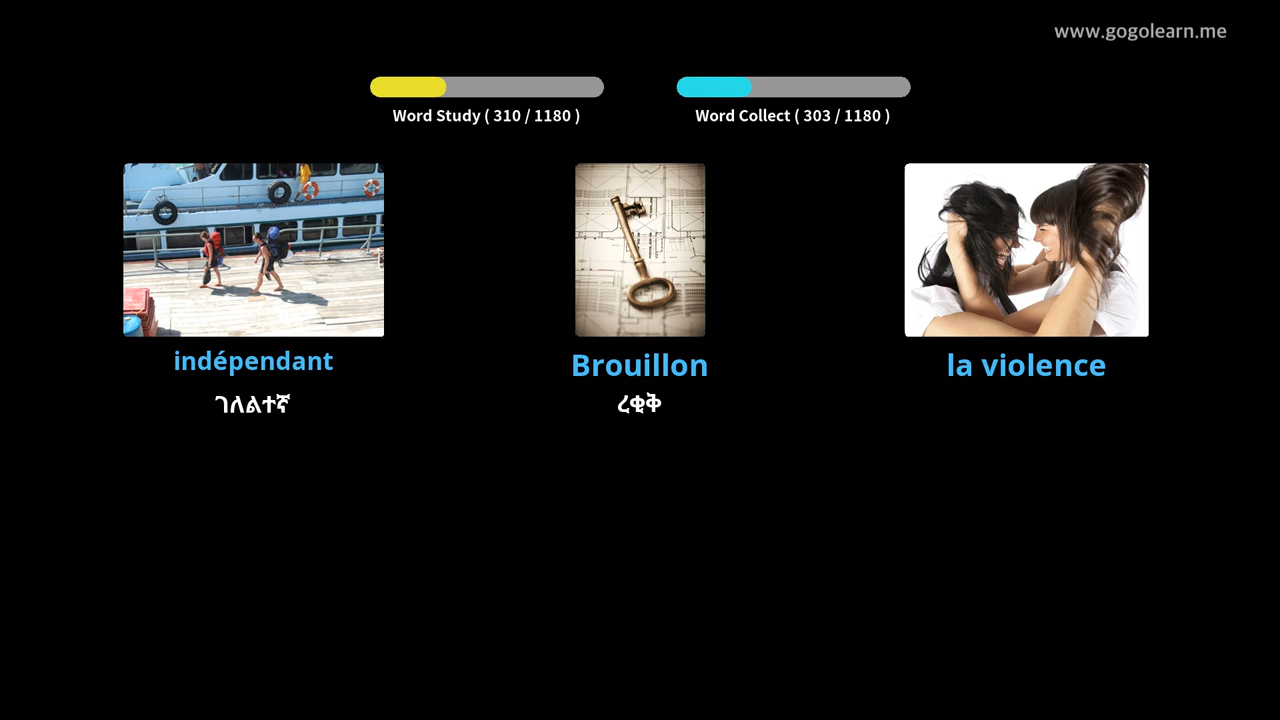 www.gogolearn.me
Word Study ( 310 / 1180 )
Word Collect ( 303 / 1180 )
indépendant
ገለልተኛ
Brouillon
ረቂቅ
la violence